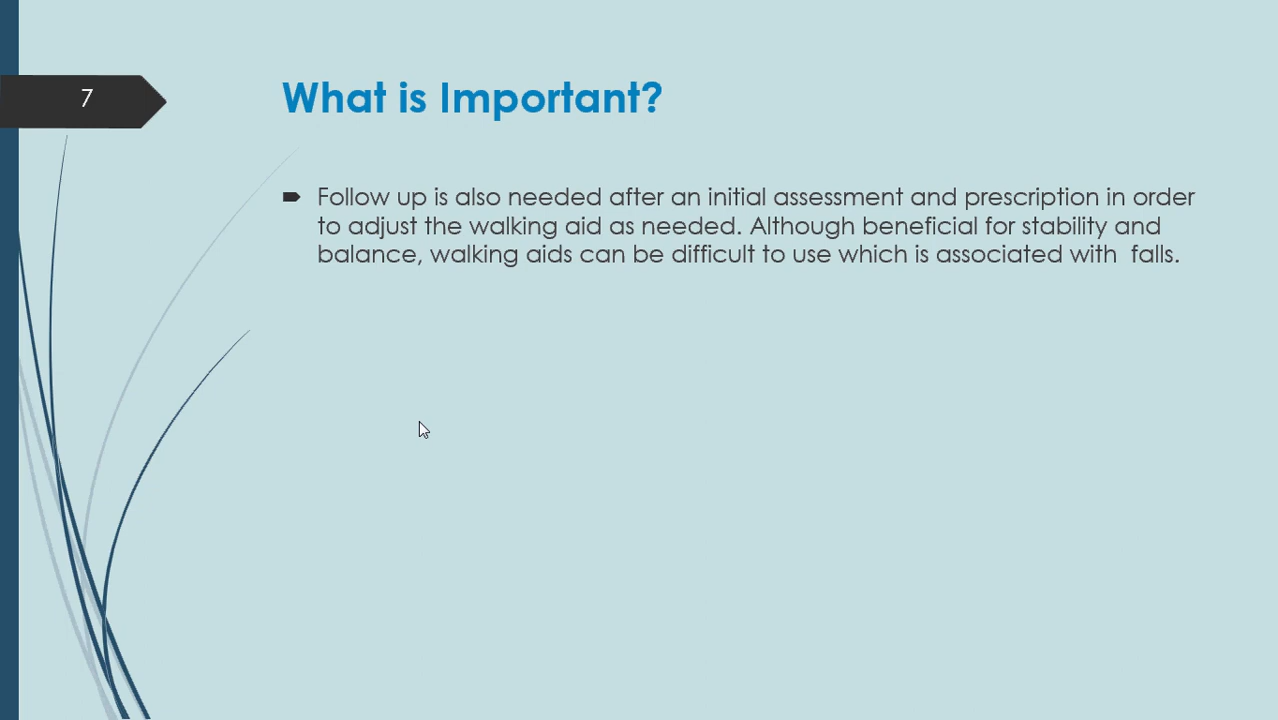 7
What is Important?
Follow up is also needed after an initial assessment and prescription in order
to adjust the walking aid as needed. Although beneficial for stability and
balance, walking aids can be difficult to use which is associated with  falls.